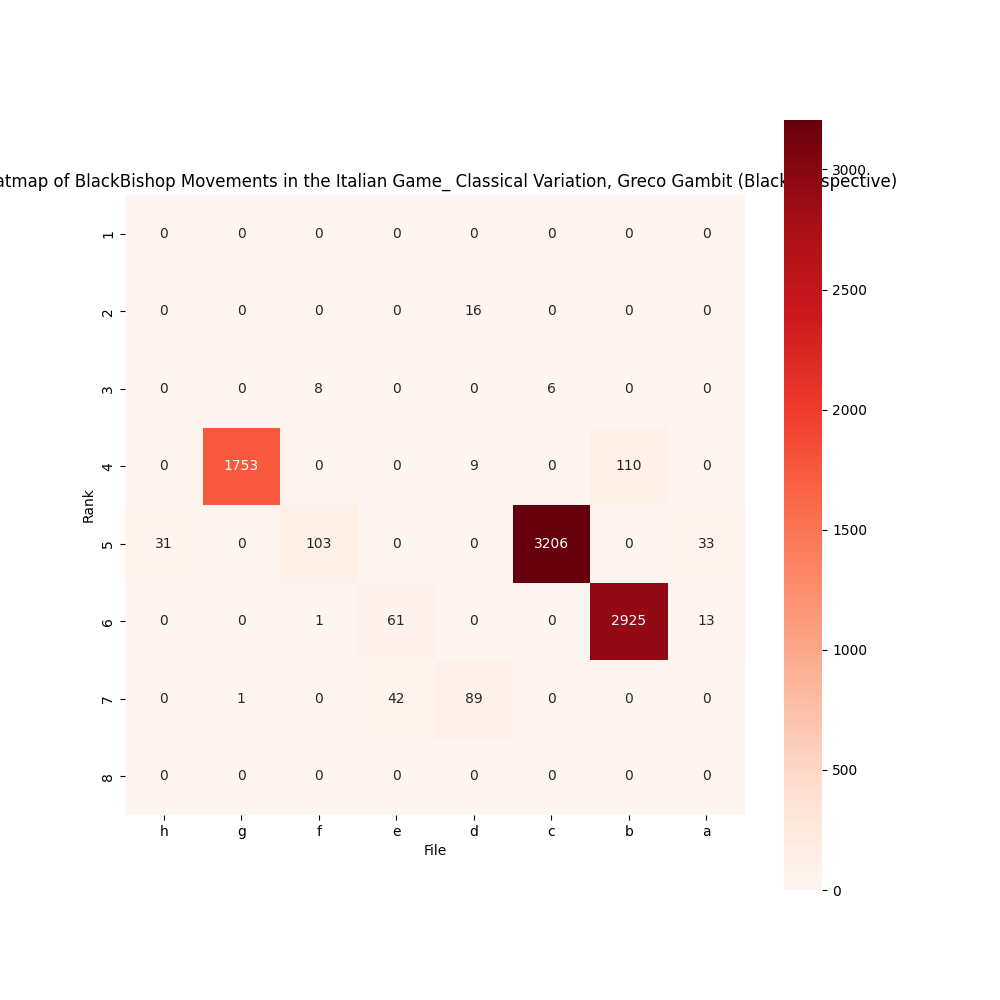 atmap of BlackBishop Movements in the Italian Game_ Classical Variation, Greco Gambit (Black spective)
3000
1 0 0 0 0 0 0 0 0
2 0 0 0 0 16 0 0 0
2500
3 0 0 8 0 0 6 0 0
2000
4 0 1753 0 0 9 0 110 0
Rank
1500
5 31 0 103 0 0 3206 0 33
6 0 0 1 61 0 0 2925 13
1000
7 0 1 0 42 89 0 0 0
500
8 0 0 0 0 0 0 0 0
h g f e d c b a
File
0